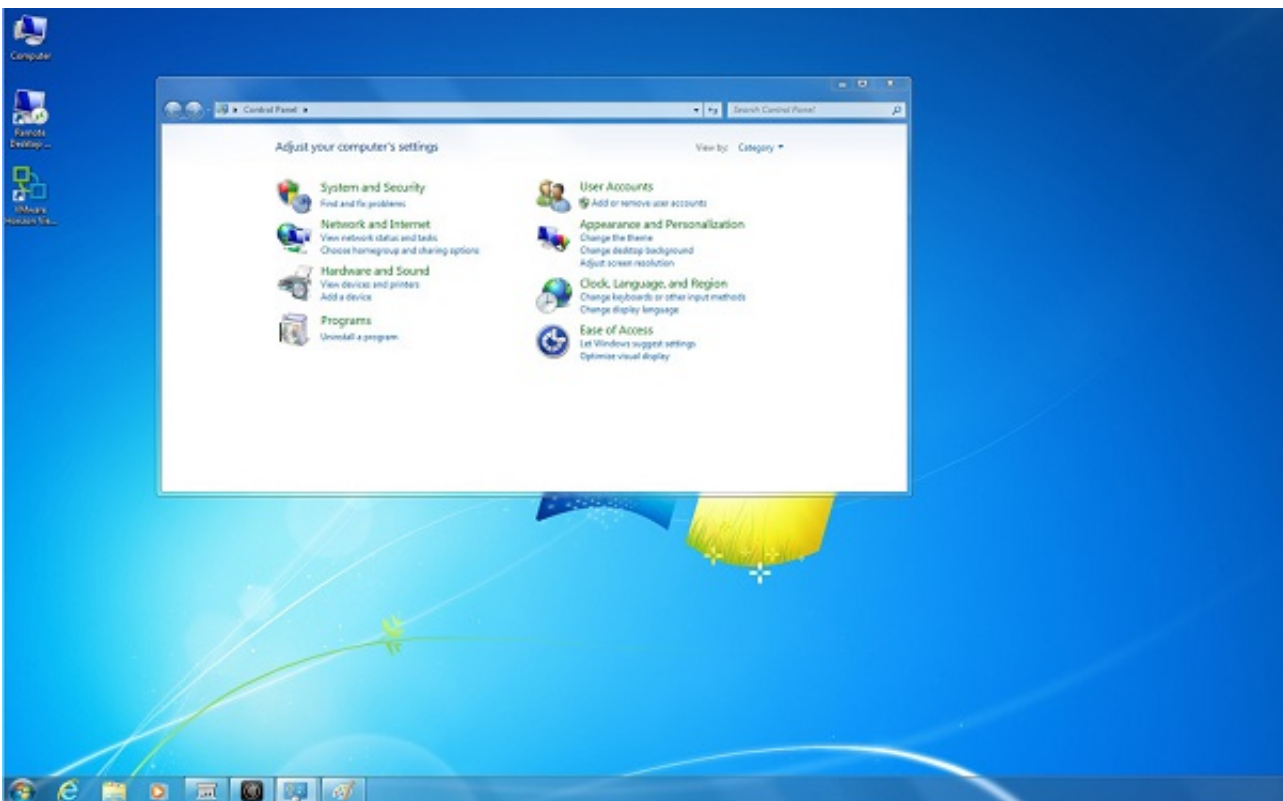 Computer
Remote
Desktop ...
VMware
Horizon Vie...
Control Panel
Search Control Panel
Adjust your computer's settings
View by: Category
System and Security
Find and fix problems
Network and Internet
View network status and tasks
Choose homegroup and sharing options
Hardware and Sound
View devices and printers
Add a device
Programs
Uninstall a program
User Accounts
Add or remove user accounts
Appearance and Personalization
Change the theme
Change desktop background
Adjust screen resolution
Clock, Language, and Region
Change keyboards or other input methods
Change display language
Ease of Access
Let Windows suggest settings
Optimize visual display